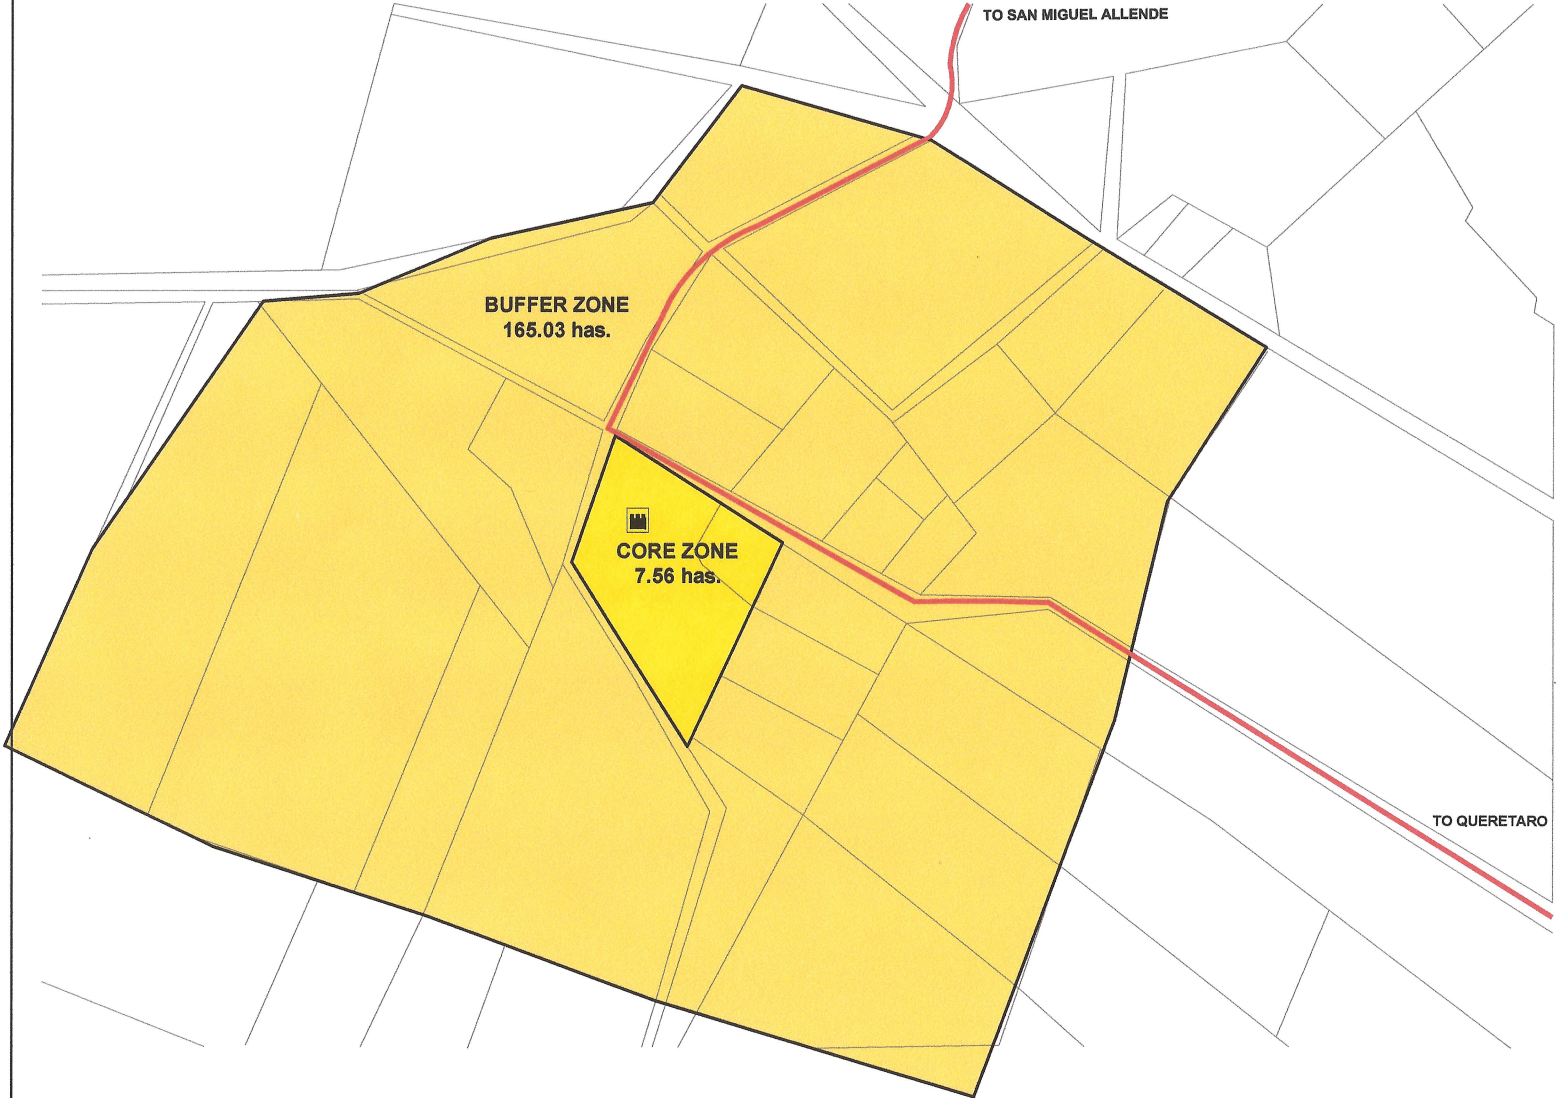 TO SAN MIGUEL ALLENDE
BUFFER ZONE
165.03 has.
CORE ZONE
7.56 has.
TO QUERETARO